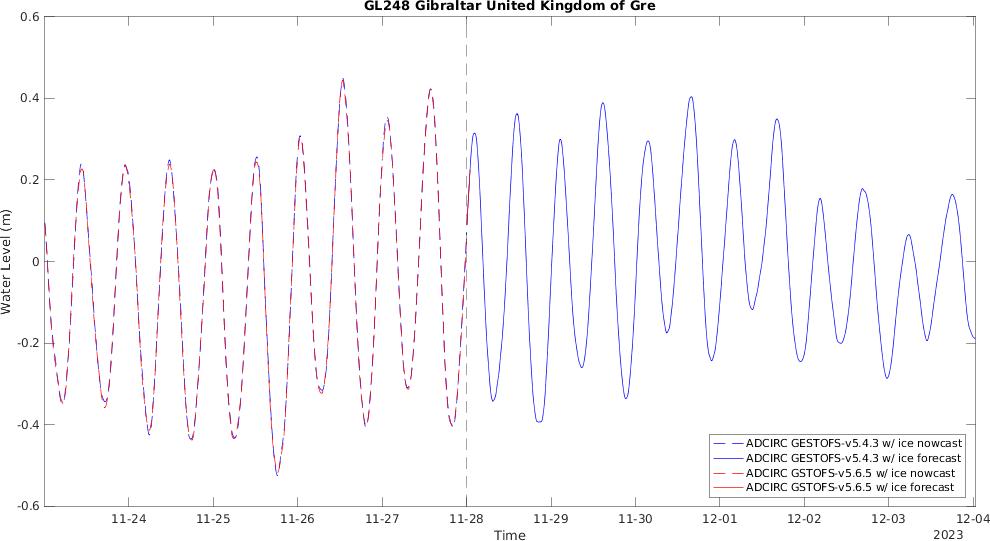 GL248 Gibraltar United Kingdom of Gre
0.6
0.4
0.2
0
-0.2
-0.4
-0.6
Water Level (m)
ADCIRC GESTOFS-v5.4.3 w/ ice nowcast
ADCIRC GESTOFS-v5.4.3 w/ ice forecast
ADCIRC GSTOFS-v5.6.5 w/ ice nowcast
ADCIRC GSTOFS-v5.6.5 w/ ice forecast
11-24 11-25 11-26 11-27 11-28 11-29 11-30 12-01 12-02 12-03 12-04
Time
2023